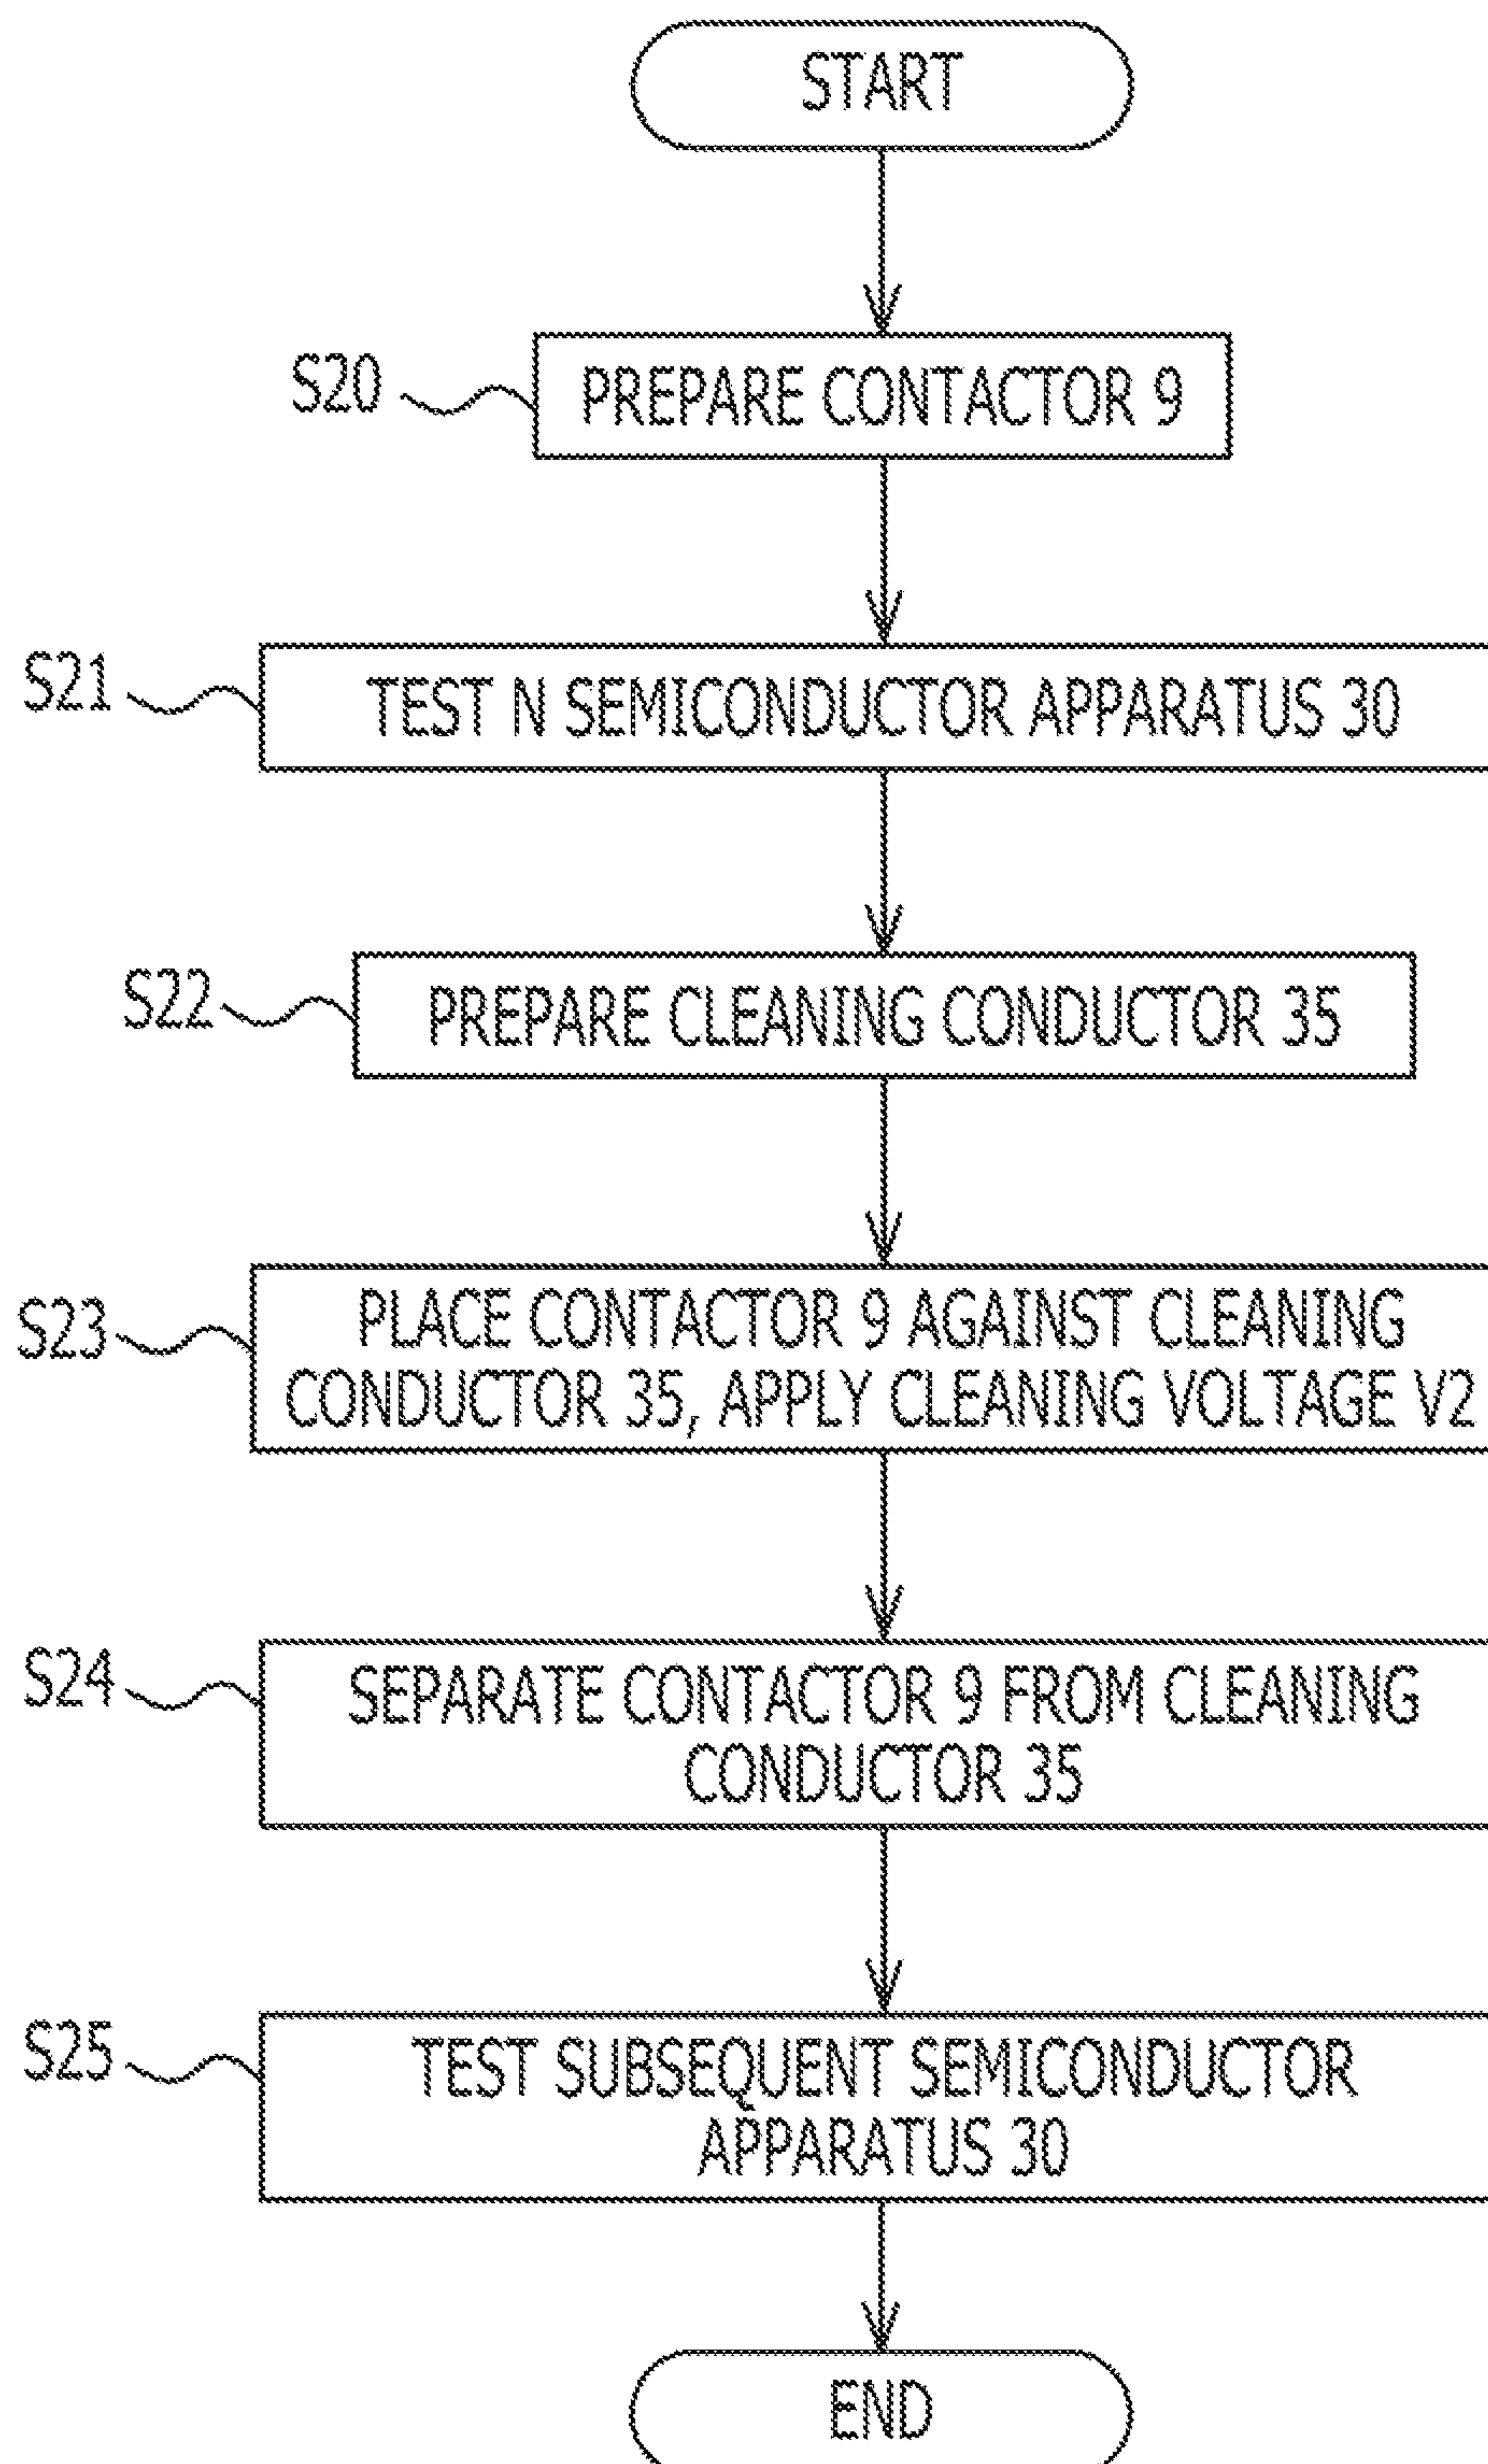 START
S20
PREPARE CONTACTOR 9
S21
TEST N SEMICONDUCTOR APPARATUS 30
S22
PREPARE CLEANING CONDUCTOR 35
S23
PLACE CONTACTOR 9 AGAINST CLEANING
CONDUCTOR 35, APPLY CLEANING VOLTAGE V2
S24
SEPARATE CONTACTOR 9 FROM CLEANING
CONDUCTOR 35
S25
TEST SUBSEQUENT SEMICONDUCTOR
APPARATUS 30
END